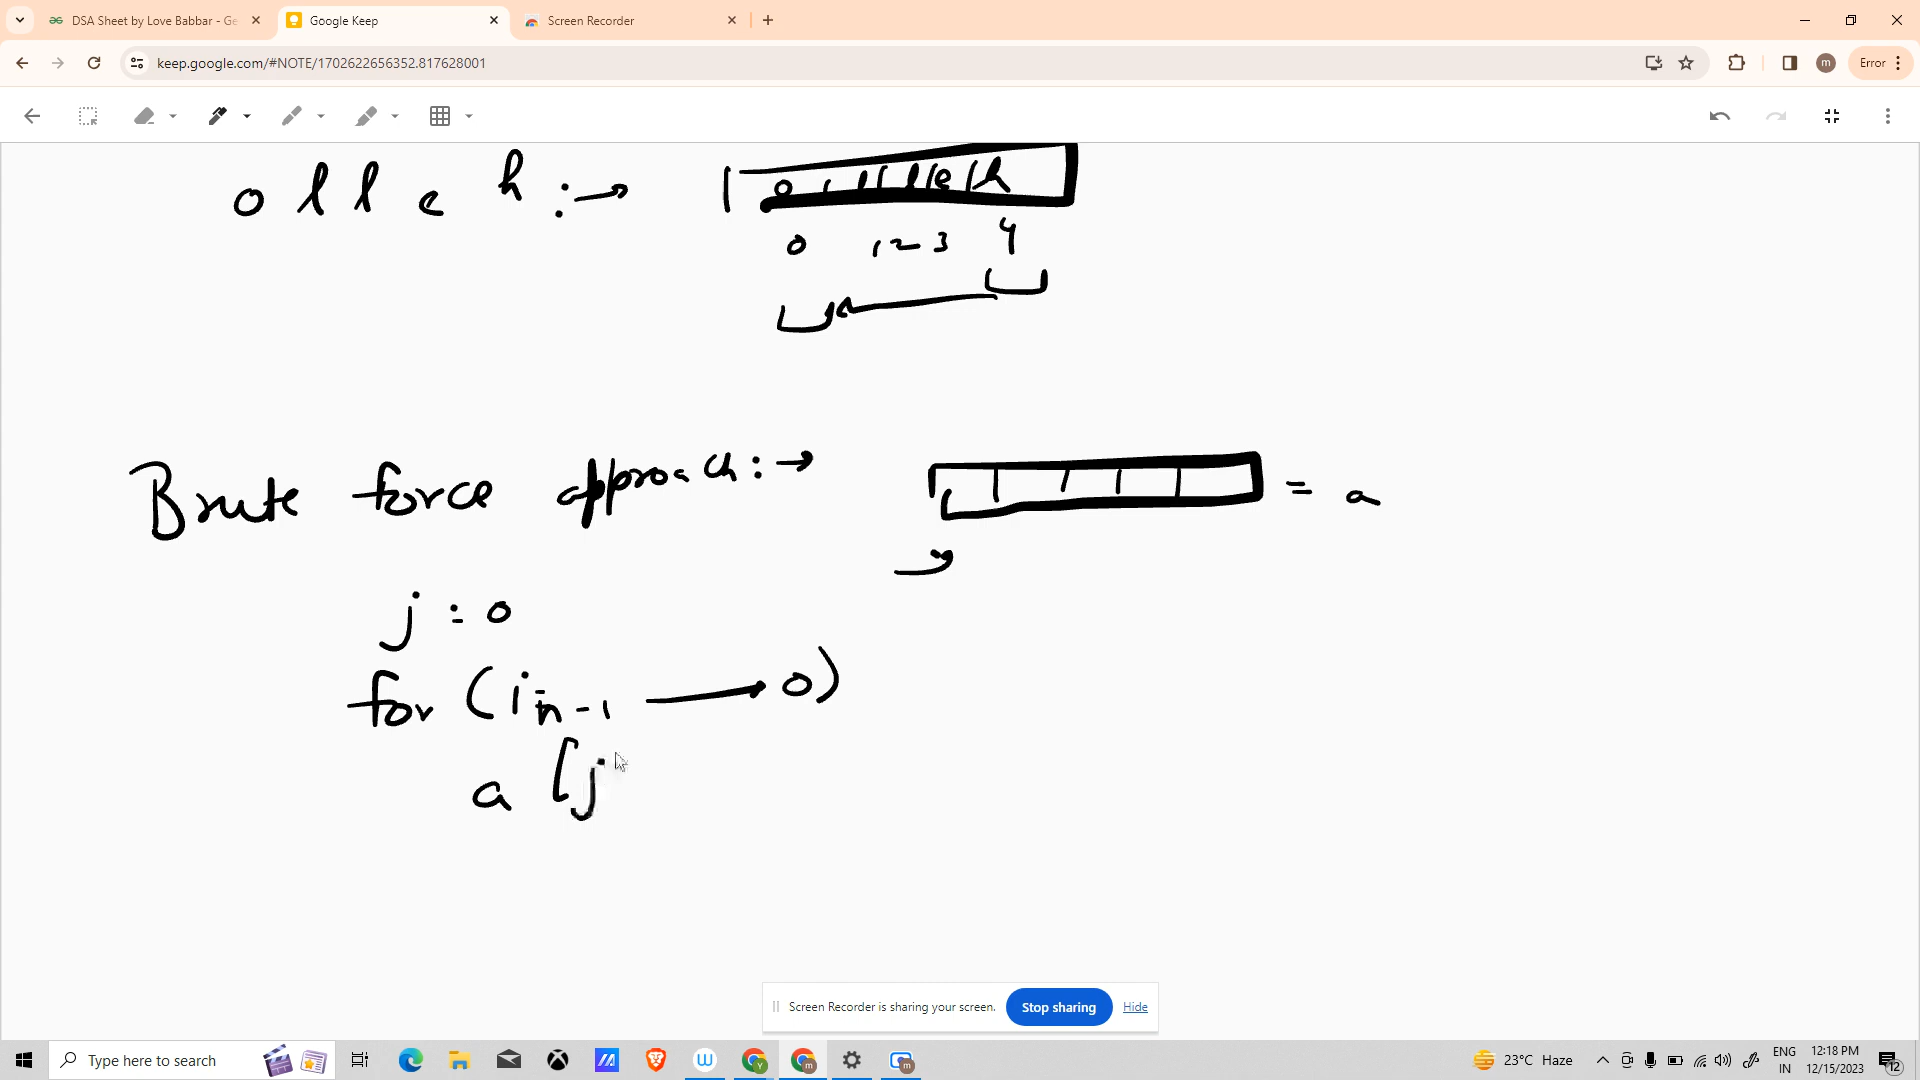 DSA Sheet by Love Babbar - Ge
Google Keep
Screen Recorder
keep.google.com/#NOTE/1702622656352.817628001
m
Error
o l l e h :→
o l l e h
0 1 2 3 4
Brute force approach :→
= a
j = 0
for (i = n-1 → 0)
a [j
Screen Recorder is sharing your screen.
Stop sharing
Hide
Type here to search
23°C Haze
ENG
IN
12:18 PM
12/15/2023
12